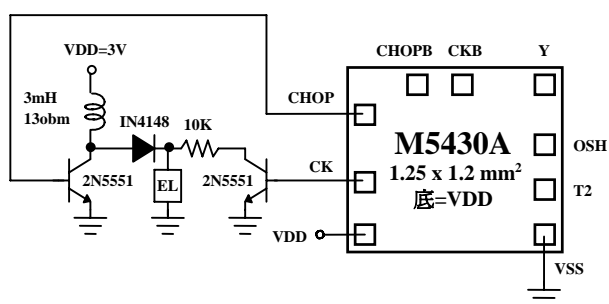 VDD=3V
CHOPB CKB Y
3mH
13obm
IN4148
10K
CHOP
M5430A
1.25 x 1.2 mm²
底=VDD
OSH
2N5551
EL
2N5551
CK
T2
VDD
VSS